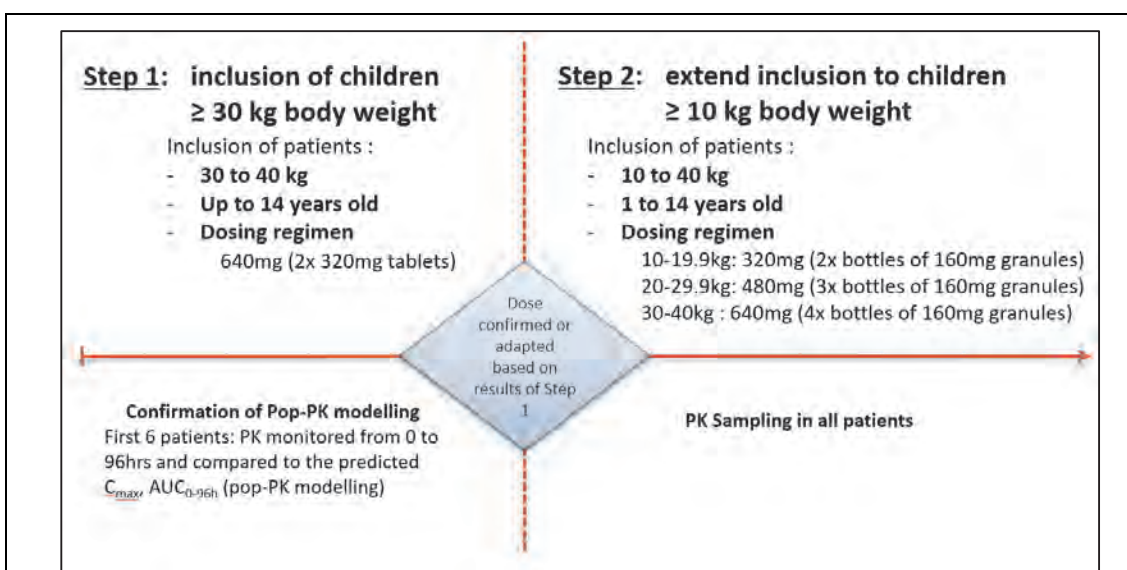 Step 1: inclusion of children
≥ 30 kg body weight
Inclusion of patients :
- 30 to 40 kg
- Up to 14 years old
- Dosing regimen
640mg (2x 320mg tablets)
Step 2: extend inclusion to children
≥ 10 kg body weight
Inclusion of patients :
- 10 to 40 kg
- 1 to 14 years old
- Dosing regimen
10-19.9kg: 320mg (2x bottles of 160mg granules)
20-29.9kg: 480mg (3x bottles of 160mg granules)
30-40kg : 640mg (4x bottles of 160mg granules)
Dose
confirmed or
adapted
based on
results of Step
1
Confirmation of Pop-PK modelling
First 6 patients: PK monitored from 0 to
96hrs and compared to the predicted
Cmax, AUC0-96h (pop-PK modelling)
PK Sampling in all patients